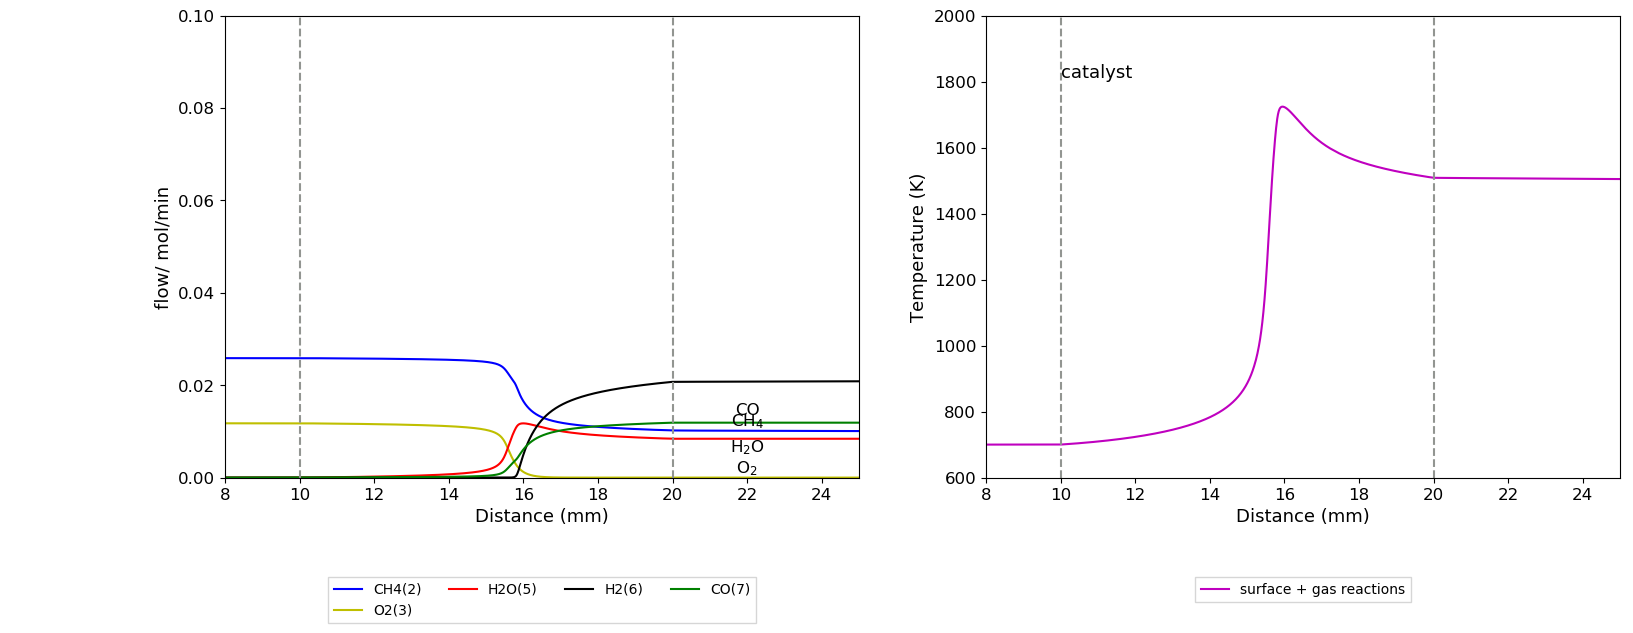 0.10
0.08
0.06
0.04
0.02
0.00
flow/ mol/min
CO
CH₄
H₂O
O₂
8 10 12 14 16 18 20 22 24
Distance (mm)
CH4(2) H2O(5) H2(6) CO(7)
O2(3)
2000
1800
1600
1400
1200
1000
800
600
Temperature (K)
catalyst
8 10 12 14 16 18 20 22 24
Distance (mm)
surface + gas reactions